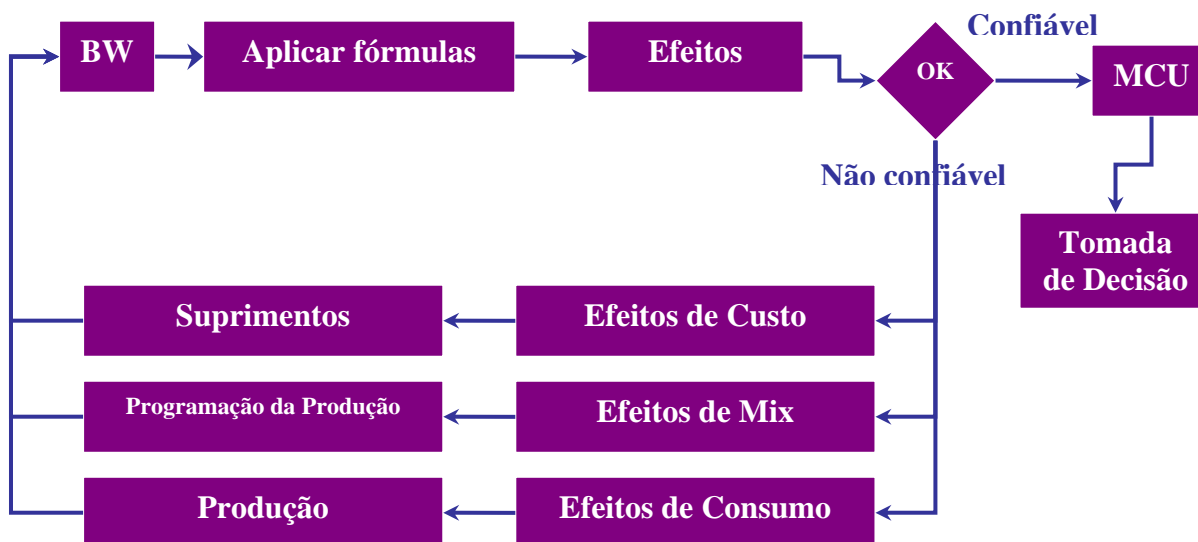 BW
Aplicar fórmulas
Efeitos
OK
Confiável
MCU
Não confiável
Tomada
de Decisão
Suprimentos
Efeitos de Custo
Programação da Produção
Efeitos de Mix
Produção
Efeitos de Consumo